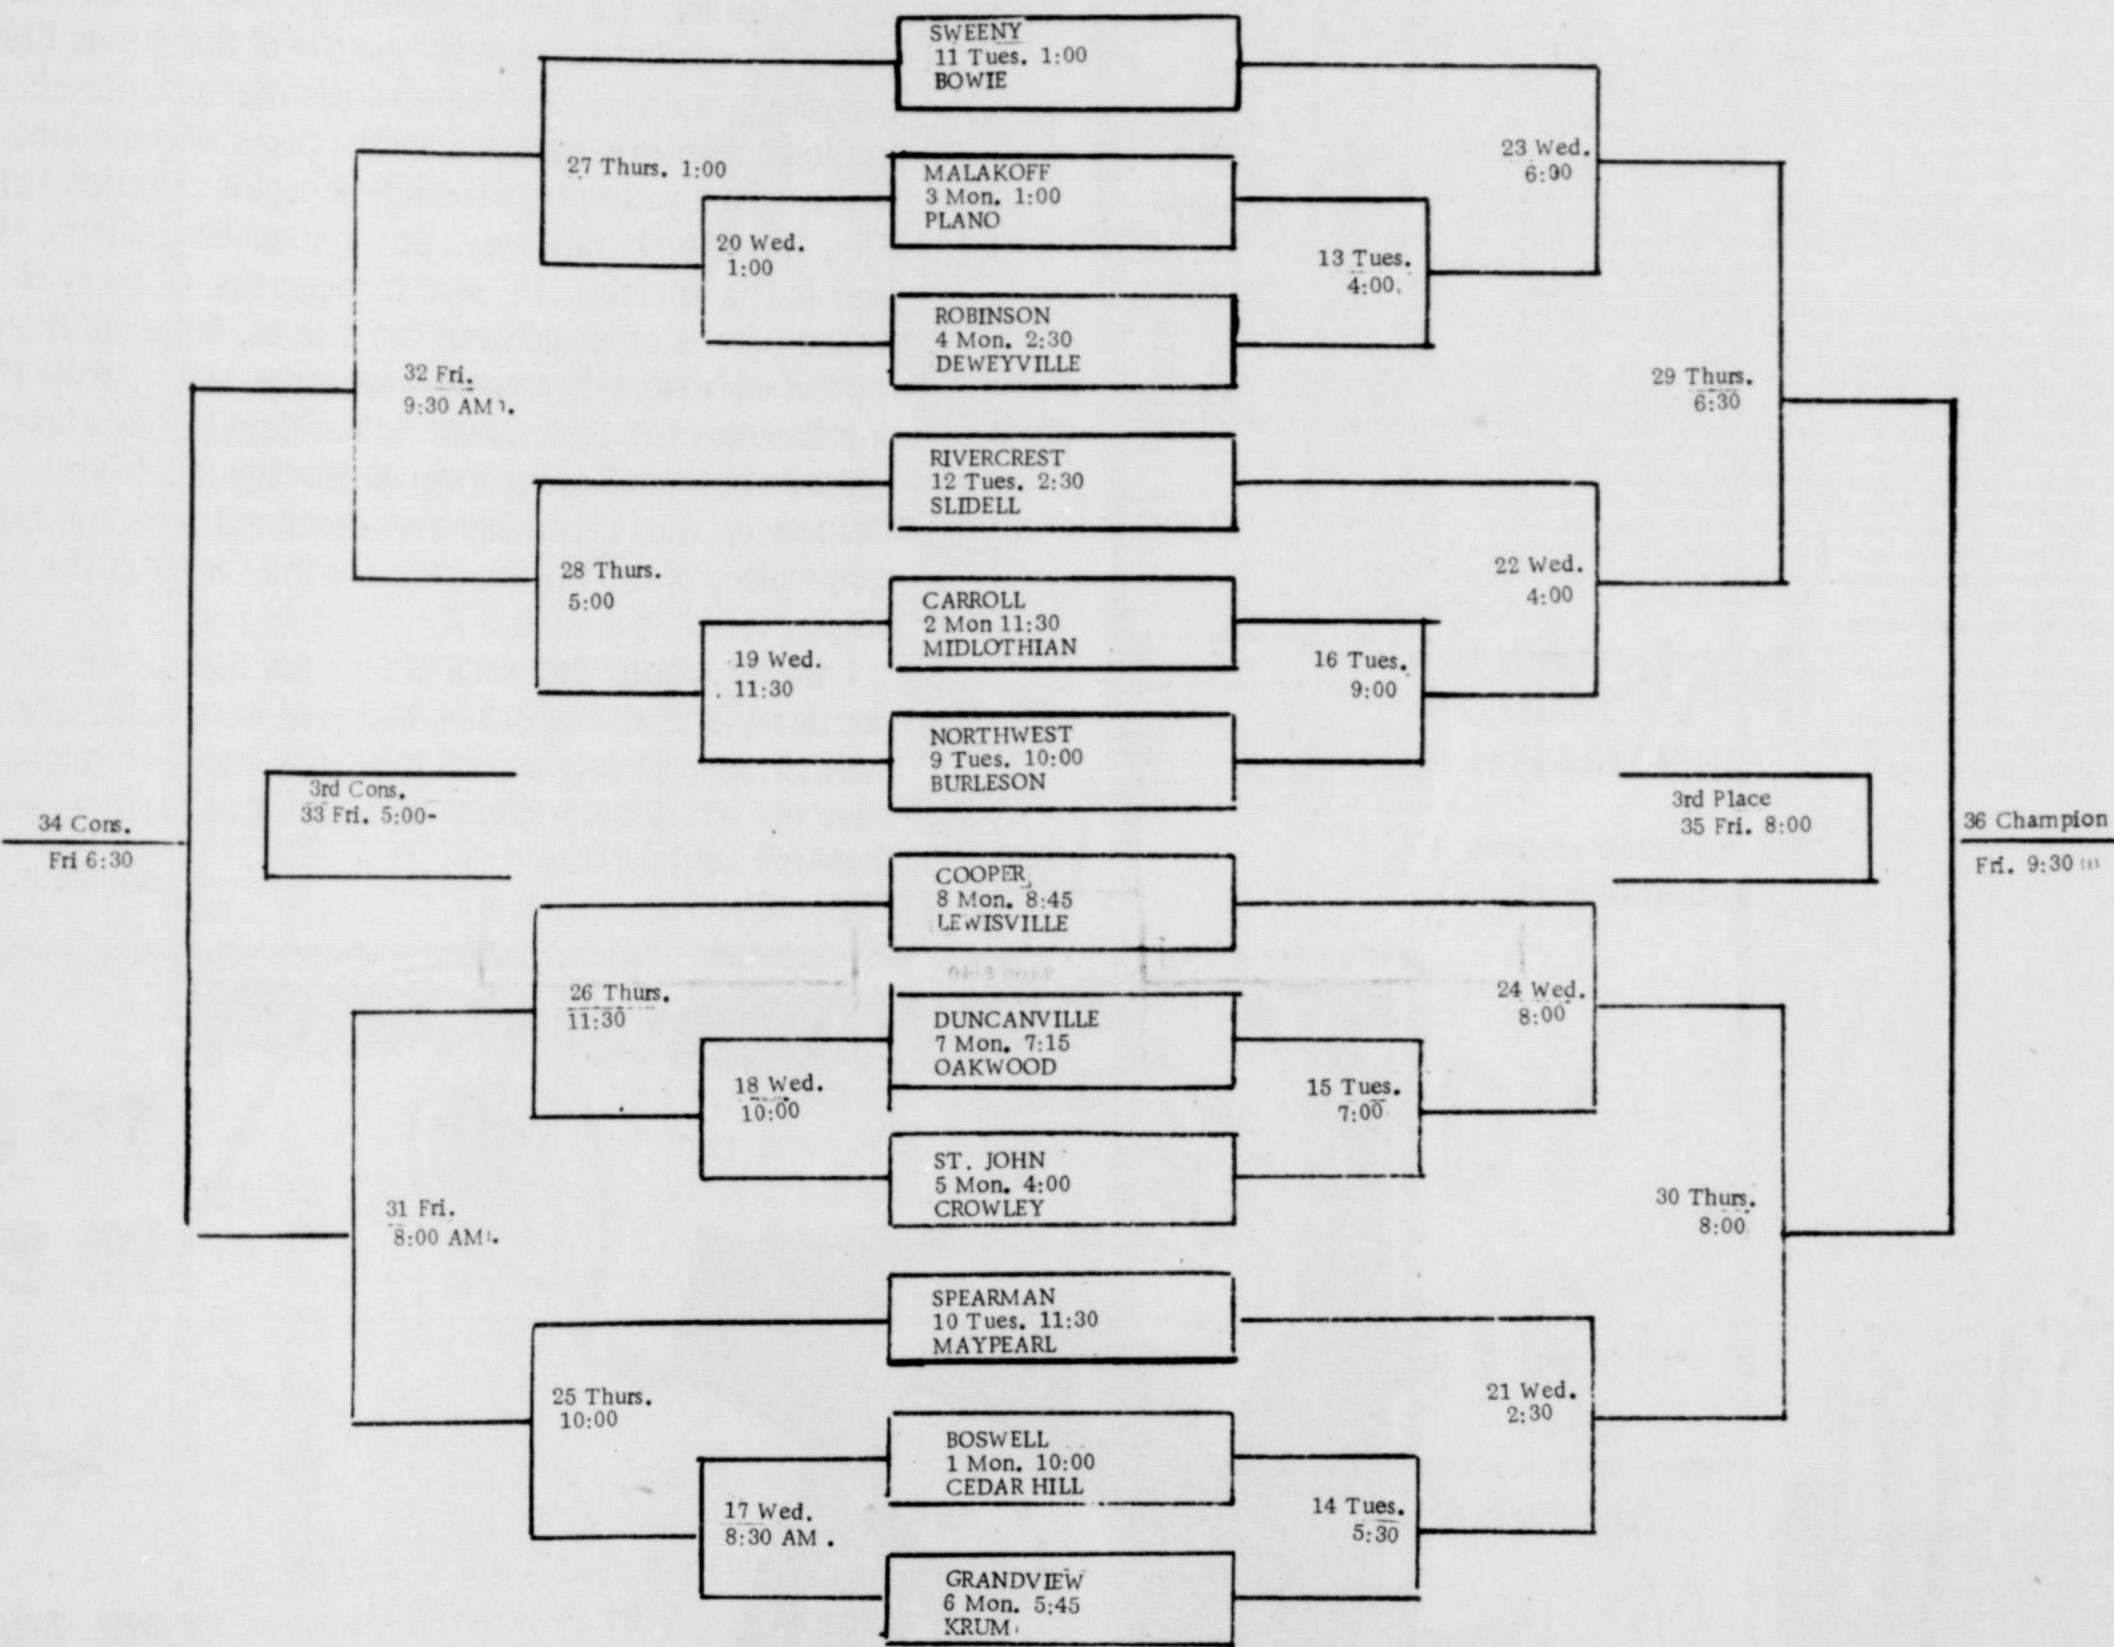 SWEENY
11 Tues. 1:00
BOWIE
27 Thurs. 1:00
MALAKOFF
3 Mon. 1:00
PLANO
23 Wed.
6:00
20 Wed.
1:00
13 Tues.
4:00
ROBINSON
4 Mon. 2:30
DEWEYVILLE
32 Fri.
9:30 AM
29 Thurs.
6:30
RIVERCREST
12 Tues. 2:30
SLIDELL
28 Thurs.
5:00
22 Wed.
4:00
CARROLL
2 Mon 11:30
MIDLOTHIAN
19 Wed.
11:30
16 Tues.
9:00
NORTHWEST
9 Tues. 10:00
BURLESON
3rd Cons.
33 Fri. 5:00-
3rd Place
35 Fri. 8:00
34 Cons.
Fri 6:30
36 Champion
Fri. 9:30
COOPER
8 Mon. 8:45
LEWISVILLE
26 Thurs.
11:30
24 Wed.
8:00
DUNCANVILLE
7 Mon. 7:15
OAKWOOD
18 Wed.
10:00
15 Tues.
7:00
ST. JOHN
5 Mon. 4:00
CROWLEY
31 Fri.
8:00 AM
30 Thurs.
8:00
SPEARMAN
10 Tues. 11:30
MAYPEARL
25 Thurs.
10:00
21 Wed.
2:30
BOSWELL
1 Mon. 10:00
CEDAR HILL
17 Wed.
8:30 AM .
14 Tues.
5:30
GRANDVIEW
6 Mon. 5:45
KRUM